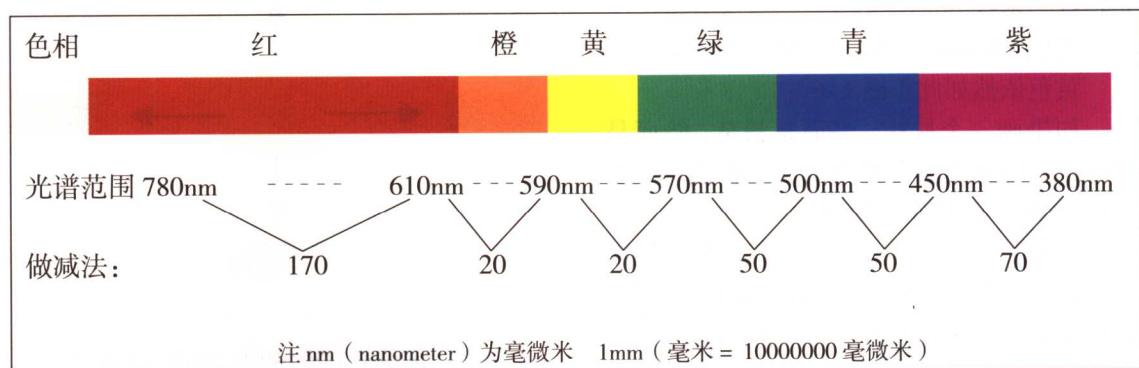 色相 红 橙 黄 绿 青 紫
光谱范围 780nm ---- 610nm --- 590nm --- 570nm --- 500nm --- 450nm --- 380nm
做减法： 170 20 20 50 50 70
注 nm（nanometer）为毫微米 1mm（毫米 = 10000000 毫微米）